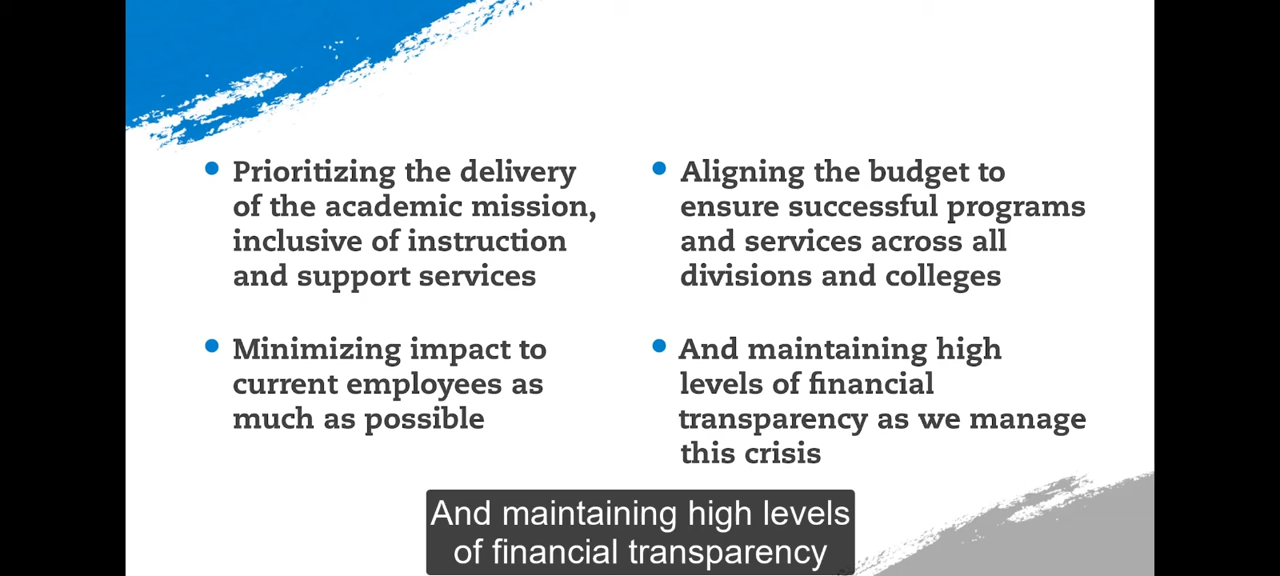 Prioritizing the delivery
of the academic mission,
inclusive of instruction
and support services
Minimizing impact to
current employees as
much as possible
Aligning the budget to
ensure successful programs
and services across all
divisions and colleges
And maintaining high
levels of financial
transparency as we manage
this crisis
And maintaining high levels
of financial transparency